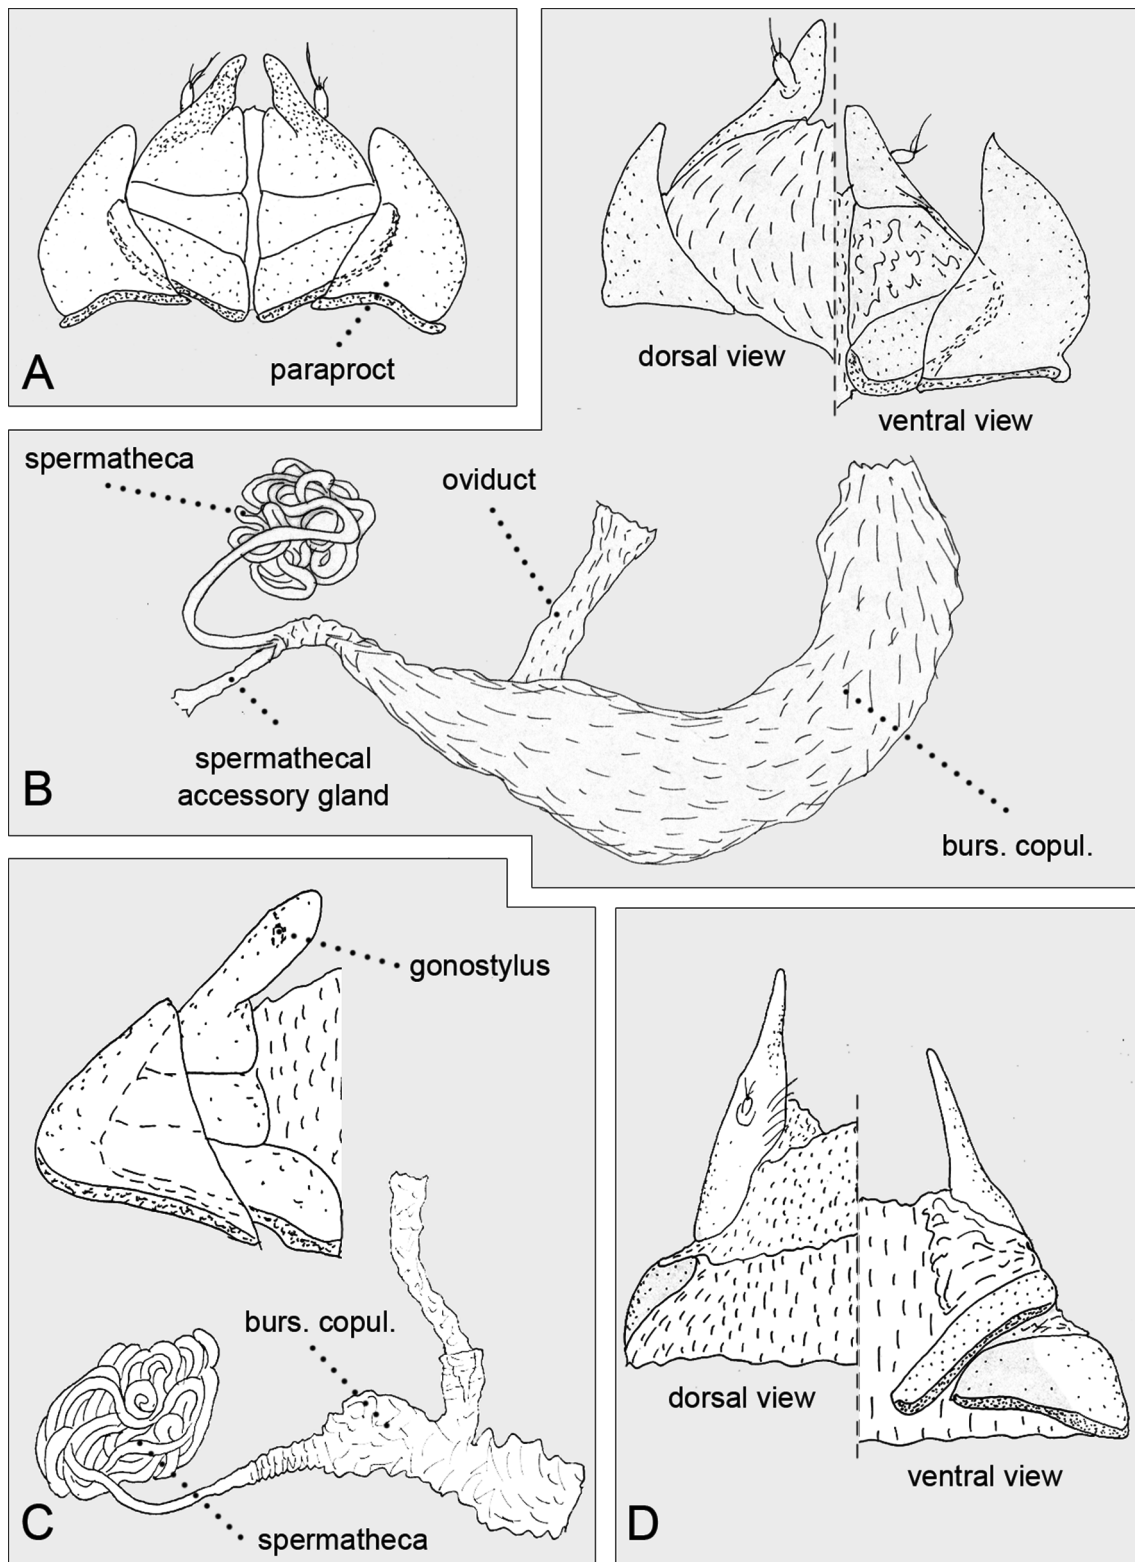 paraproct
A
dorsal view
ventral view
spermatheca
oviduct
spermathecal
accessory gland
B
burs. copul.
gonostylus
burs. copul.
spermatheca
C
dorsal view
ventral view
D